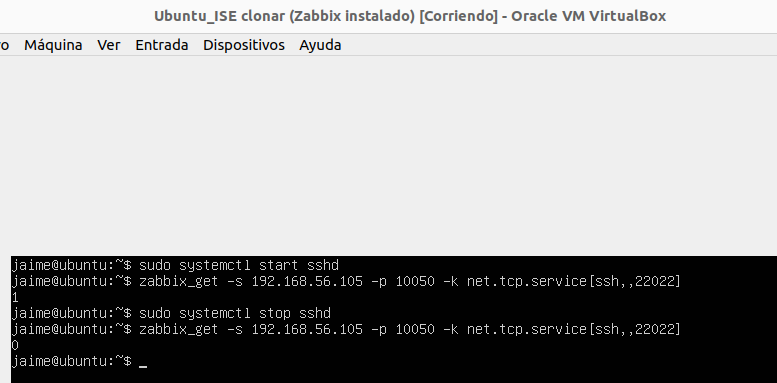 Ubuntu_ISE clonar (Zabbix instalado) [Corriendo] - Oracle VM VirtualBox
o Máquina Ver Entrada Dispositivos Ayuda
jaime@ubuntu:~$ sudo systemctl start sshd
jaime@ubuntu:~$ zabbix_get -s 192.168.56.105 -p 10050 -k net.tcp.service[ssh,,22022]
1
jaime@ubuntu:~$ sudo systemctl stop sshd
jaime@ubuntu:~$ zabbix_get -s 192.168.56.105 -p 10050 -k net.tcp.service[ssh,,22022]
0
jaime@ubuntu:~$ _